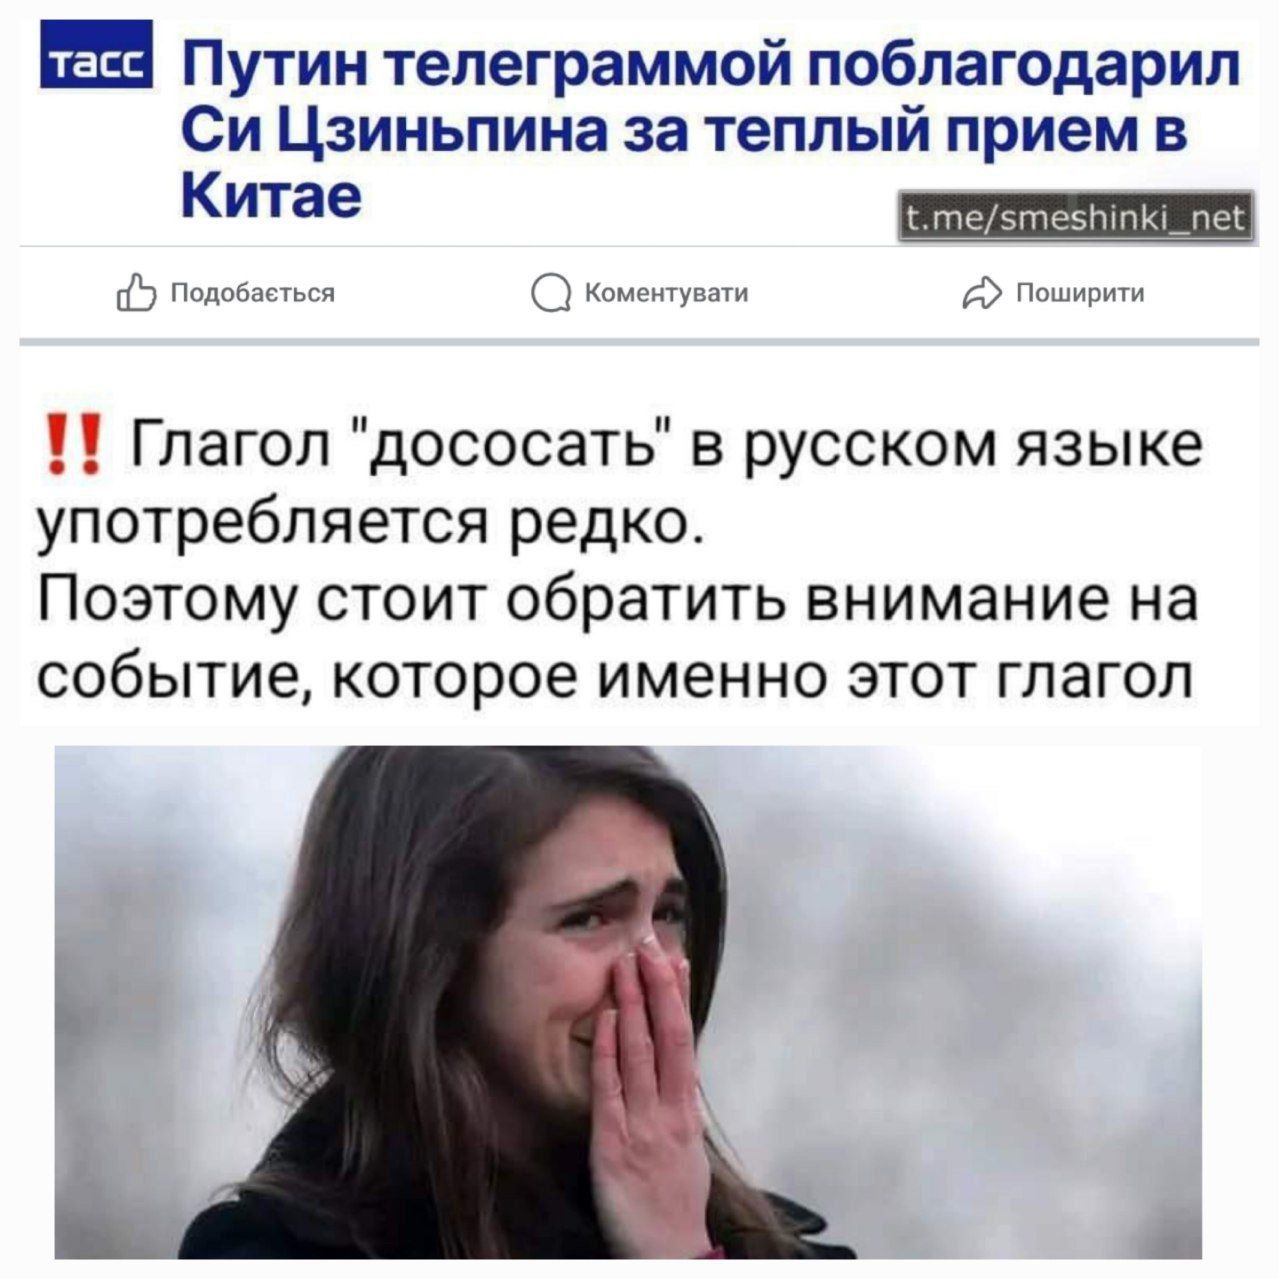 тасс
Путин телеграммой поблагодарил
Си Цзиньпина за теплый прием в
Китае
t.me/smeshinki_net
Подобається
Коментувати
Поширити
‼ Глагол "дососать" в русском языке
употребляется редко.
Поэтому стоит обратить внимание на
событие, которое именно этот глагол